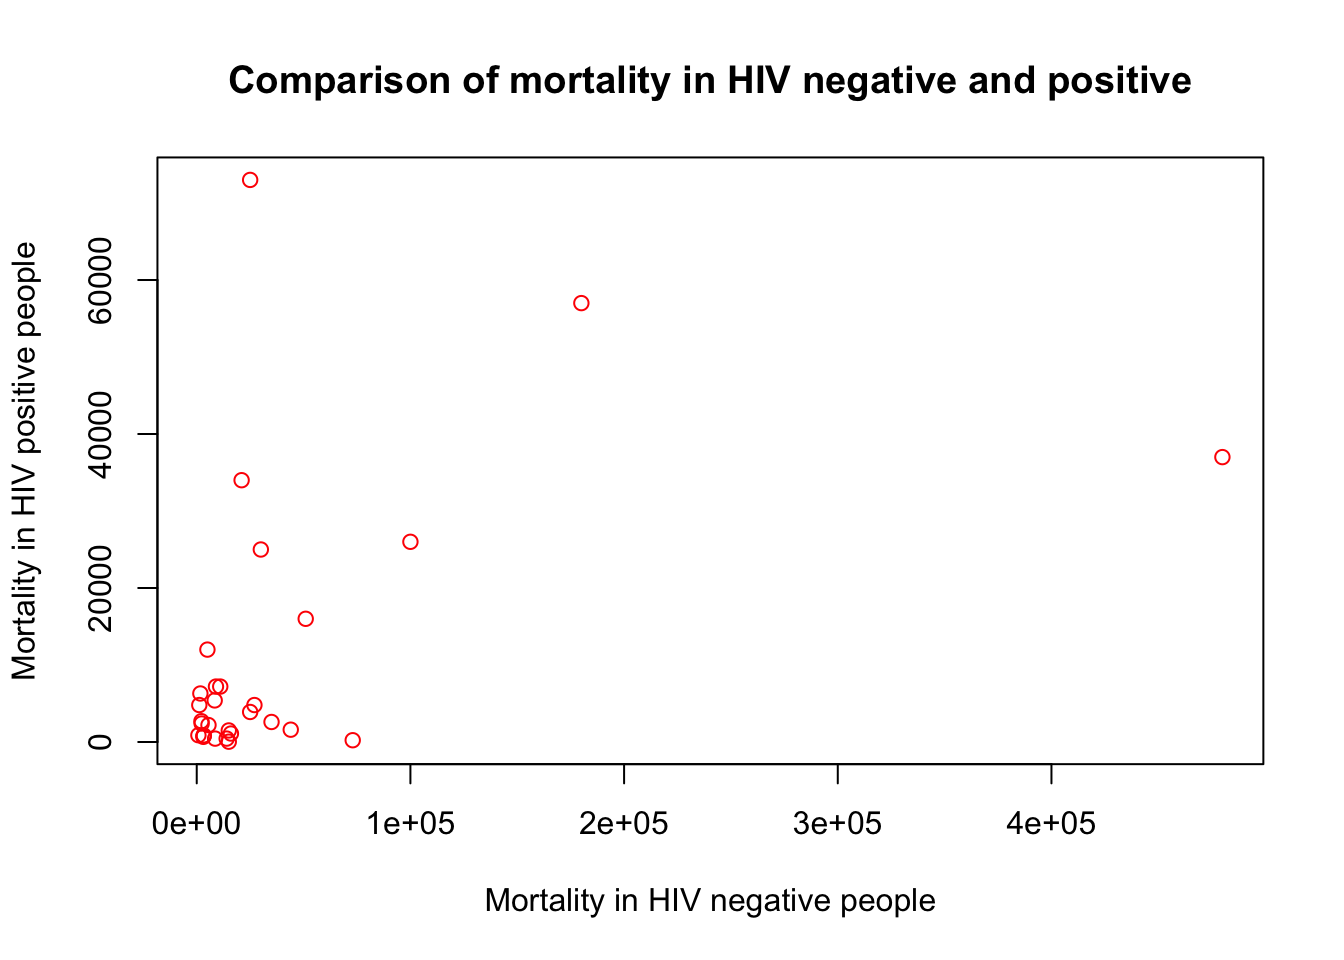 Comparison of mortality in HIV negative and positive
Mortality in HIV positive people
60000
40000
20000
0
0e+00 1e+05 2e+05 3e+05 4e+05
Mortality in HIV negative people